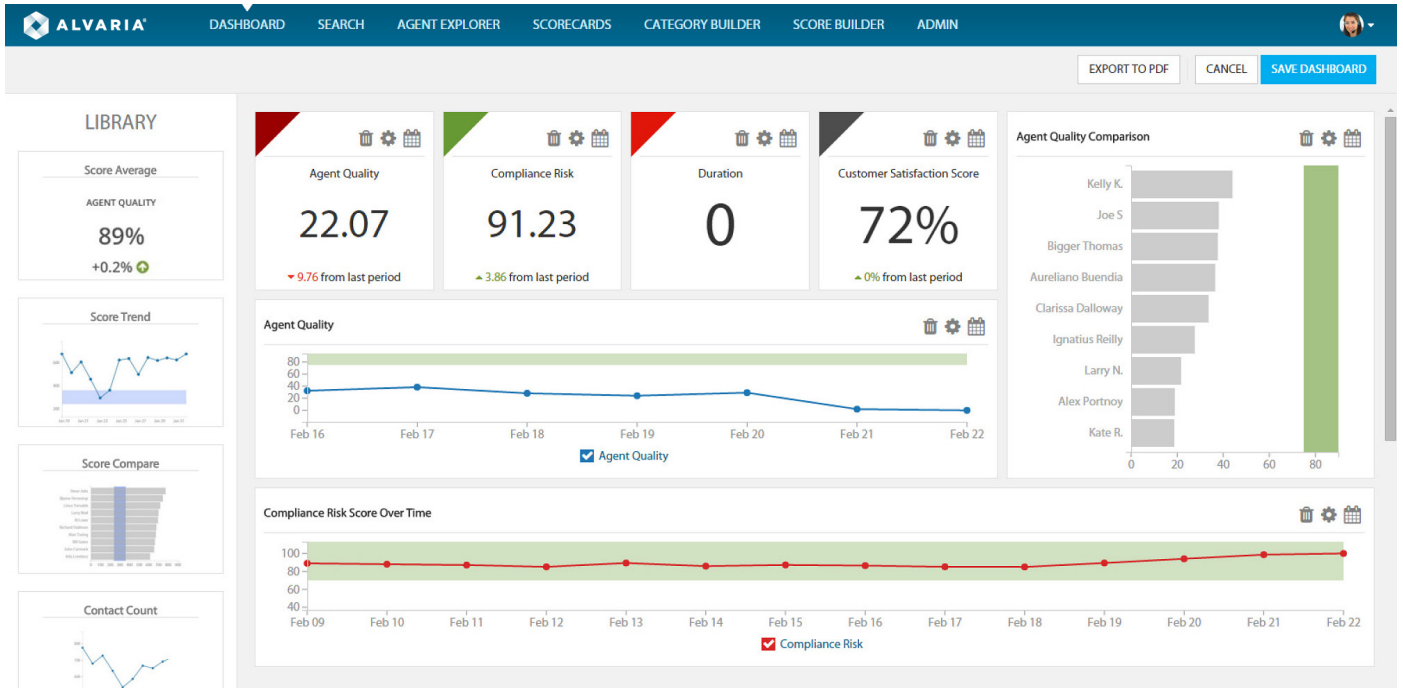 ALVARIA
DASHBOARD SEARCH AGENT EXPLORER SCORECARDS CATEGORY BUILDER SCORE BUILDER ADMIN
EXPORT TO PDF CANCEL SAVE DASHBOARD
LIBRARY
Score Average
AGENT QUALITY
89%
+0.2%
Score Trend
Score Compare
Contact Count
Agent Quality
22.07
9.76 from last period
Compliance Risk
91.23
3.86 from last period
Duration
0
Customer Satisfaction Score
72%
0% from last period
Agent Quality Comparison
Kelly K.
Joe S
Bigger Thomas
Aureliano Buendia
Clarissa Dalloway
Ignatius Reilly
Larry N.
Alex Portnoy
Kate R.
0 20 40 60 80
Agent Quality
80
60
40
20
0
Feb 16 Feb 17 Feb 18 Feb 19 Feb 20 Feb 21 Feb 22
Agent Quality
Compliance Risk Score Over Time
100
80
60
40
Feb 09 Feb 10 Feb 11 Feb 12 Feb 13 Feb 14 Feb 15 Feb 16 Feb 17 Feb 18 Feb 19 Feb 20 Feb 21 Feb 22
Compliance Risk